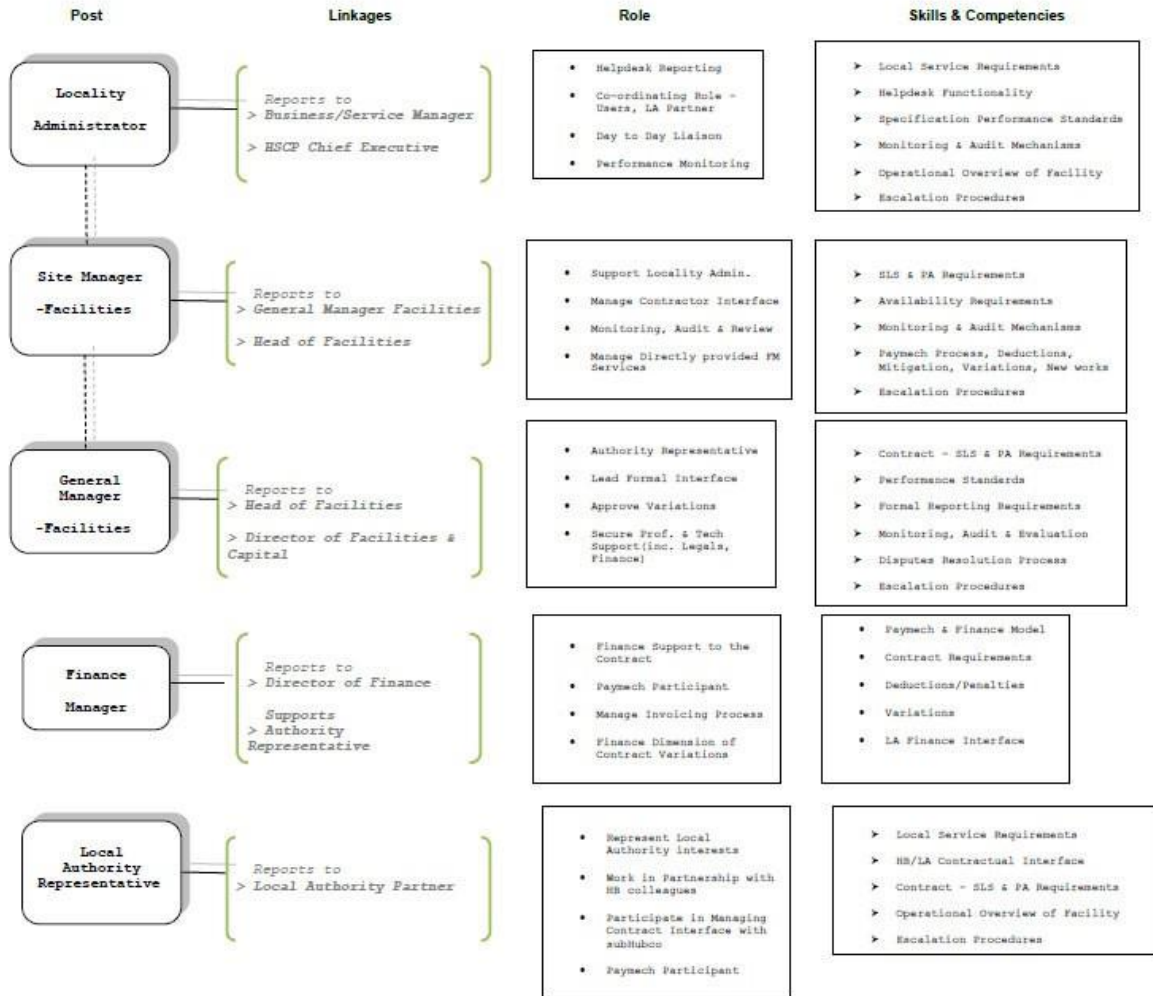 Post Linkages Role Skills & Competencies
Locality
Administrator
Reports to
> Business/Service Manager
> HSCP Chief Executive
• Helpdesk Reporting
• Co-ordinating Role -
Users, LA Partner
• Day to Day Liaison
• Performance Monitoring
➤ Local Service Requirements
➤ Helpdesk Functionality
➤ Specification Performance Standards
➤ Monitoring & Audit Mechanisms
➤ Operational Overview of Facility
➤ Escalation Procedures
Site Manager
-Facilities
Reports to
> General Manager Facilities
> Head of Facilities
• Support Locality Admin.
• Manage Contractor Interface
• Monitoring, Audit & Review
• Manage Directly provided FM
Services
➤ SLS & PA Requirements
➤ Availability Requirements
➤ Monitoring & Audit Mechanisms
➤ Paymech Process, Deductions,
Mitigation, Variations, New works
➤ Escalation Procedures
General
Manager
-Facilities
Reports to
> Head of Facilities
> Director of Facilities &
Capital
• Authority Representative
• Lead Formal Interface
• Approve Variations
• Secure Prof. & Tech
Support(inc. Legals,
Finance)
➤ Contract - SLS & PA Requirements
➤ Performance Standards
➤ Formal Reporting Requirements
➤ Monitoring, Audit & Evaluation
➤ Disputes Resolution Process
➤ Escalation Procedures
Finance
Manager
Reports to
> Director of Finance
Supports
> Authority
Representative
• Finance Support to the
Contract
• Paymech Participant
• Manage Invoicing Process
• Finance Dimension of
Contract Variations
• Paymech & Finance Model
• Contract Requirements
• Deductions/Penalties
• Variations
• LA Finance Interface
Local
Authority
Representative
Reports to
> Local Authority Partner
• Represent Local
Authority interests
• Work in Partnership with
HB colleagues
• Participate in Managing
Contract Interface with
subHubco
• Paymech Participant
➤ Local Service Requirements
➤ HB/LA Contractual Interface
➤ Contract - SLS & PA Requirements
➤ Operational Overview of Facility
➤ Escalation Procedures